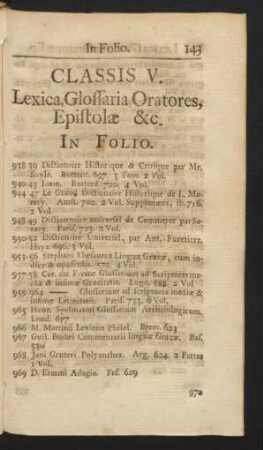 In Folio. 143
CLASSIS V.
Lexica, Glossaria, Oratores,
Epistolæ &c.
IN FOLIO.
938 39 Dictionaire Historique & Critique par Mr.
Bayle. Rotterd. 697. 3 Tom. 2 Vol.
940-43 Idem. Rotterd. 720. 4 Vol.
944 47 Le Grand Dictionaire Historique de L. Mo-
rery. Amst. 702. 2 Vol. Supplement, ib. 716.
2 Vol.
948 49 Dictionaire universel de Commerce par Sa-
vary. Paris. 723. 2 Vol.
950-52 Dictionaire Universel, par Ant. Furetiere.
Haye 690. 3 Vol.
953-56 Stephani Thesaurus Linguæ Græcæ, cum in-
dice & opusculis. 572 4 Vol.
957-58 Car. du Fresne Glossarium ad Scriptores me-
diæ & infimæ Græcitatis. Lugd. 688. 2 Vol
959-964 —— Glossarium ad scriptores mediæ &
infimæ Latinitatis. Paris. 733. 6 Vol.
965 Henr. Spelmanni Glossarium Archaiologicum.
Lond. 677
966 M. Martinii Lexicon Philol. Brem. 623
967 Guil. Budæi Commentarii linguæ Græcæ. Bas.
530
968 Jani Gruteri Polyanthea. Arg. 624. 2 Partes
1 Vol.
969 D. Erasmi Adagia. Frf. 629
970